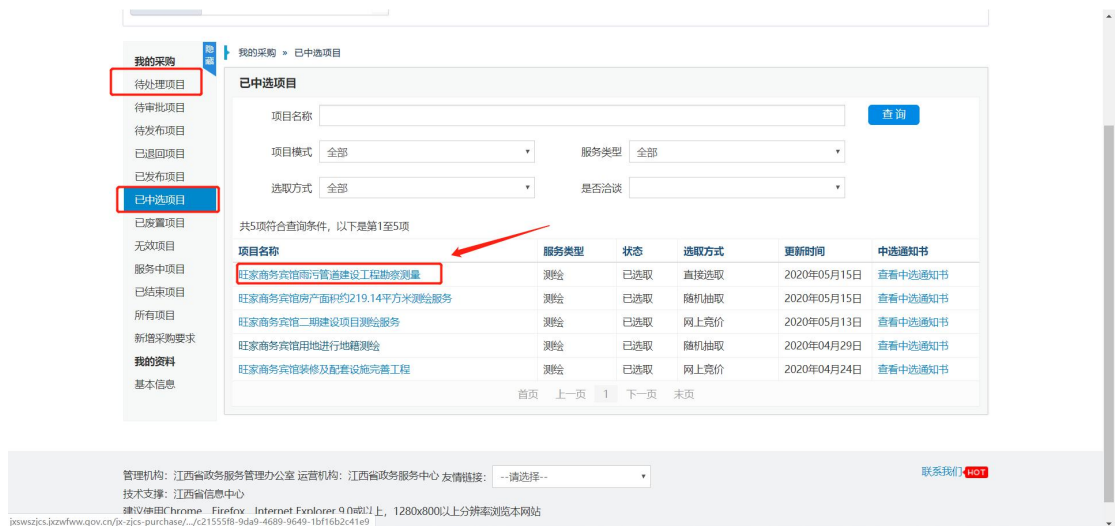 隐藏
我的采购
待处理项目
待审批项目
待发布项目
已退回项目
已发布项目
已中选项目
已废置项目
无效项目
服务中项目
已结束项目
所有项目
新增采购要求
我的资料
基本信息
我的采购 » 已中选项目
已中选项目
项目名称 查 询
项目模式 全部 服务类型 全部
选取方式 全部 是否洽谈
共5项符合查询条件，以下是第1至5项
项目名称 服务类型 状态 选取方式 更新时间 中选通知书
旺家商务宾馆雨污管道建设工程勘察测量 测绘 已选取 直接选取 2020年05月15日 查看中选通知书
旺家商务宾馆房产面积约219.14平方米测绘服务 测绘 已选取 随机抽取 2020年05月15日 查看中选通知书
旺家商务宾馆二期建设项目测绘服务 测绘 已选取 网上竞价 2020年05月13日 查看中选通知书
旺家商务宾馆用地进行地籍测绘 测绘 已选取 随机抽取 2020年04月29日 查看中选通知书
旺家商务宾馆装修及配套设施完善工程 测绘 已选取 网上竞价 2020年04月24日 查看中选通知书
首页 上一页 1 下一页 末页
管理机构：江西省政务服务管理办公室 运营机构：江西省政务服务中心 友情链接： --请选择-- 联系我们 HOT
技术支撑：江西省信息中心
建议使用Chrome、Firefox、Internet Explorer 9.0或以上，1280x800以上分辨率浏览本网站
jxswszjcs.jxzwfww.gov.cn/jx-zjcs-purchase/.../c21555f8-9da9-4689-9649-1bf16b2c41e9